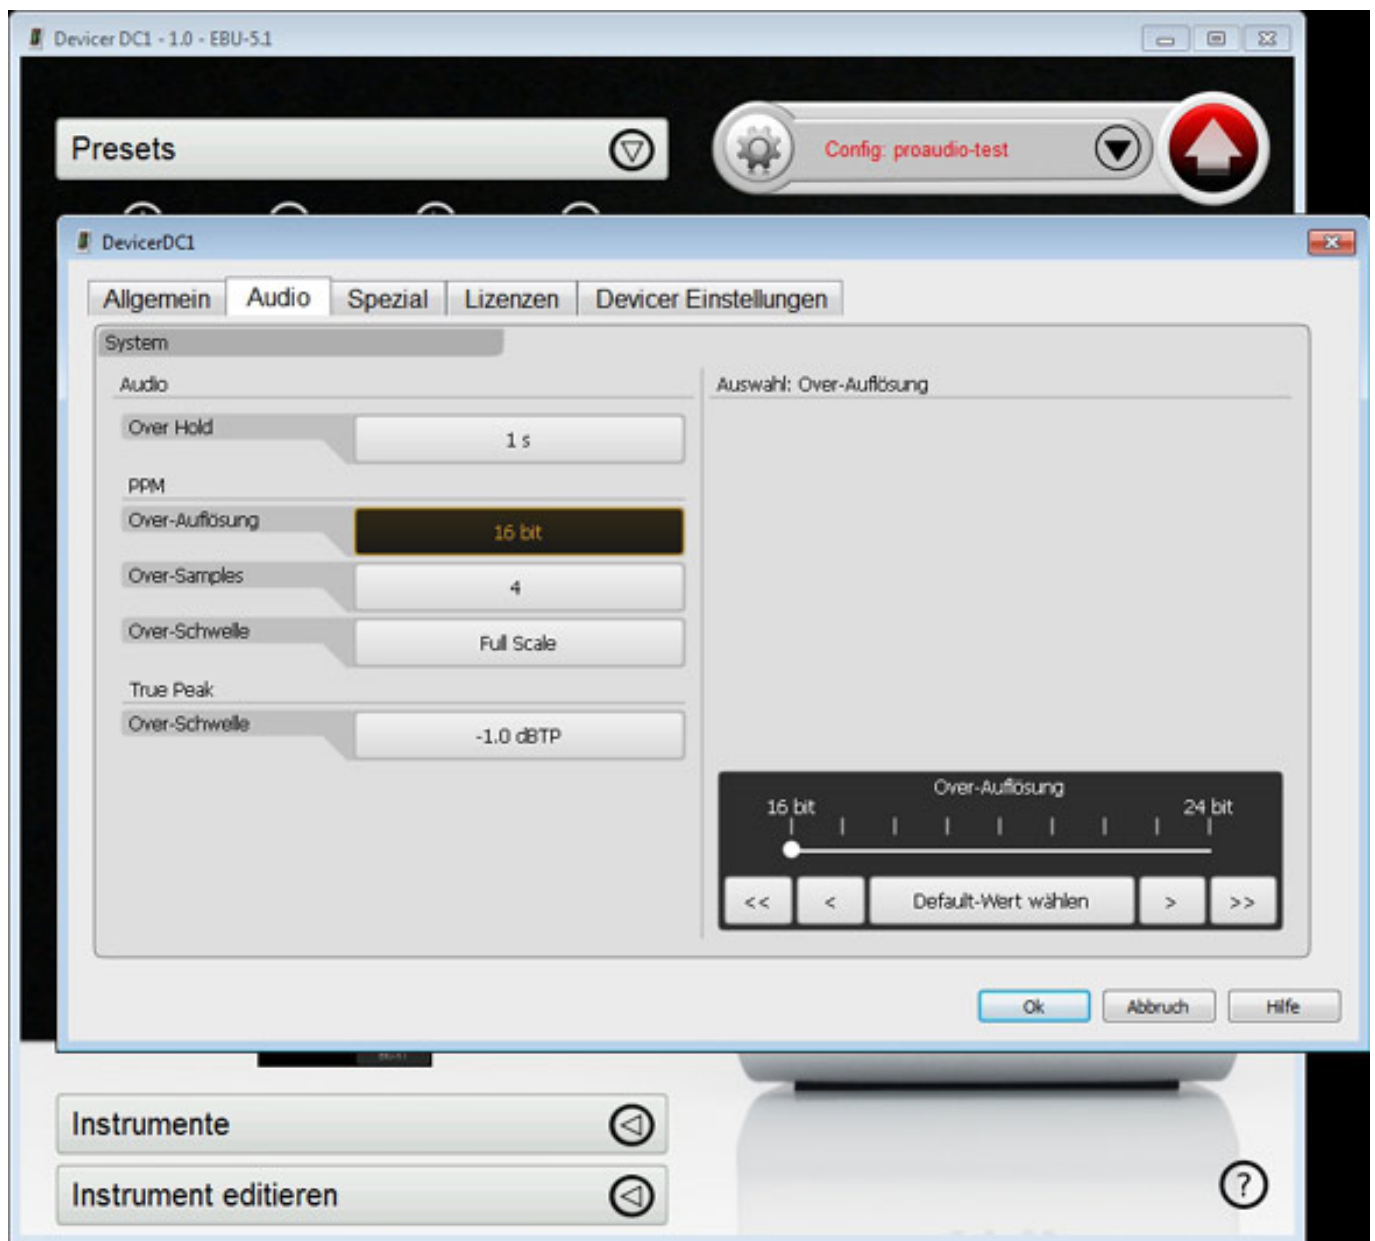 Devicer DC1 - 1.0 - EBU-5.1
Presets
Config: proaudio-test
DevicerDC1
Allgemein Audio Spezial Lizenzen Devicer Einstellungen
System
Audio
Auswahl: Over-Auflösung
Over Hold
1 s
PPM
Over-Auflösung
16 bit
Over-Samples
4
Over-Schwelle
Full Scale
True Peak
Over-Schwelle
-1.0 dBTP
Over-Auflösung
16 bit 24 bit
<< < Default-Wert wählen > >>
Ok Abbruch Hilfe
Instrumente
Instrument editieren
?